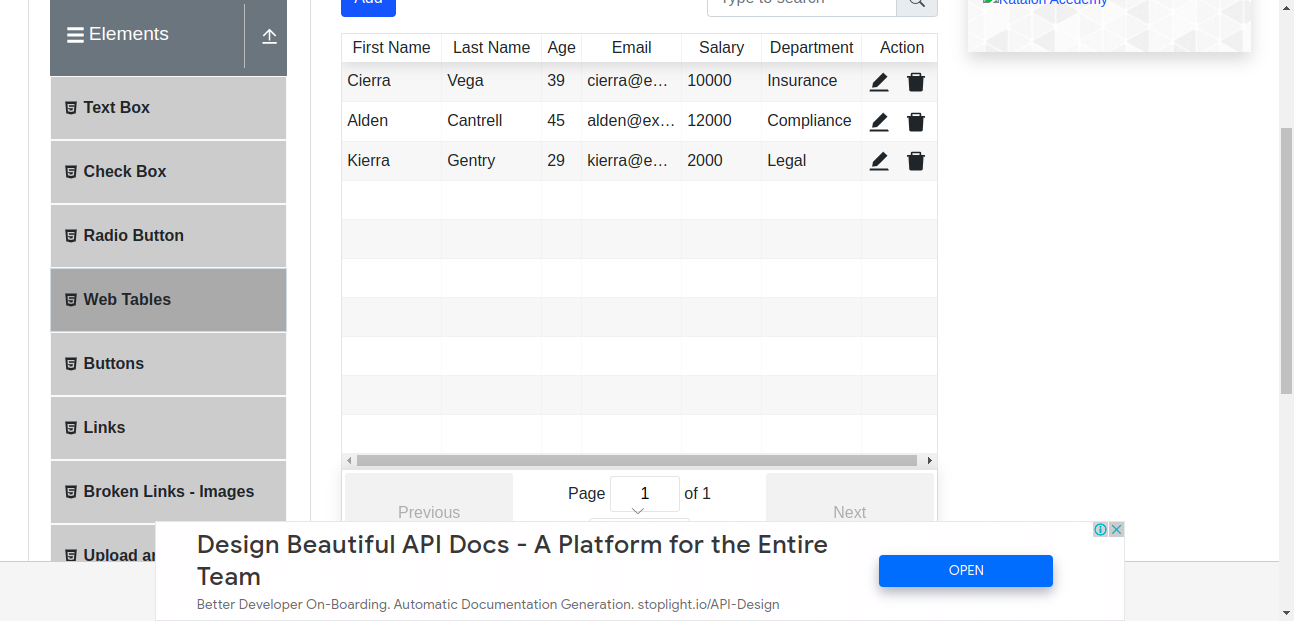 Elements
Add
Type to search
Katalon Acedemy
Text Box
Check Box
Radio Button
Web Tables
Buttons
Links
Broken Links - Images
Upload a
First Name Last Name Age Email Salary Department Action
Cierra Vega 39 cierra@e… 10000 Insurance
Alden Cantrell 45 alden@ex… 12000 Compliance
Kierra Gentry 29 kierra@e… 2000 Legal
Previous
Page 1 of 1
Next
Design Beautiful API Docs - A Platform for the Entire
Team
Better Developer On-Boarding. Automatic Documentation Generation. stoplight.io/API-Design
OPEN